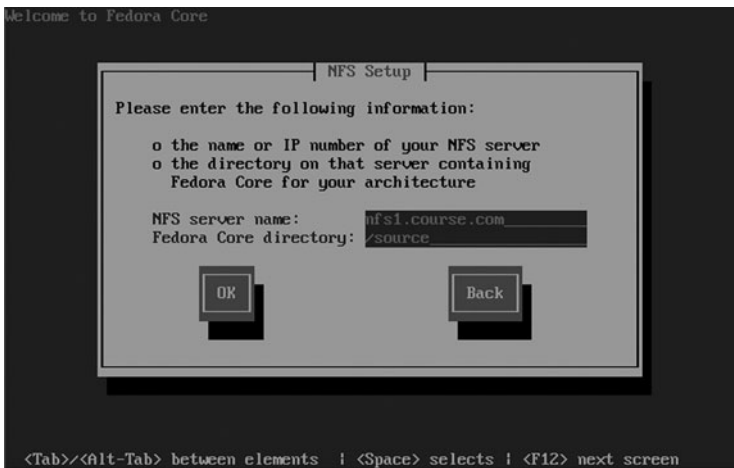 Welcome to Fedora Core
NFS Setup
Please enter the following information:
o the name or IP number of your NFS server
o the directory on that server containing
Fedora Core for your architecture
NFS server name: nfs1.course.com
Fedora Core directory: /source
OK Back
<Tab>/<Alt-Tab> between elements | <Space> selects | <F12> next screen